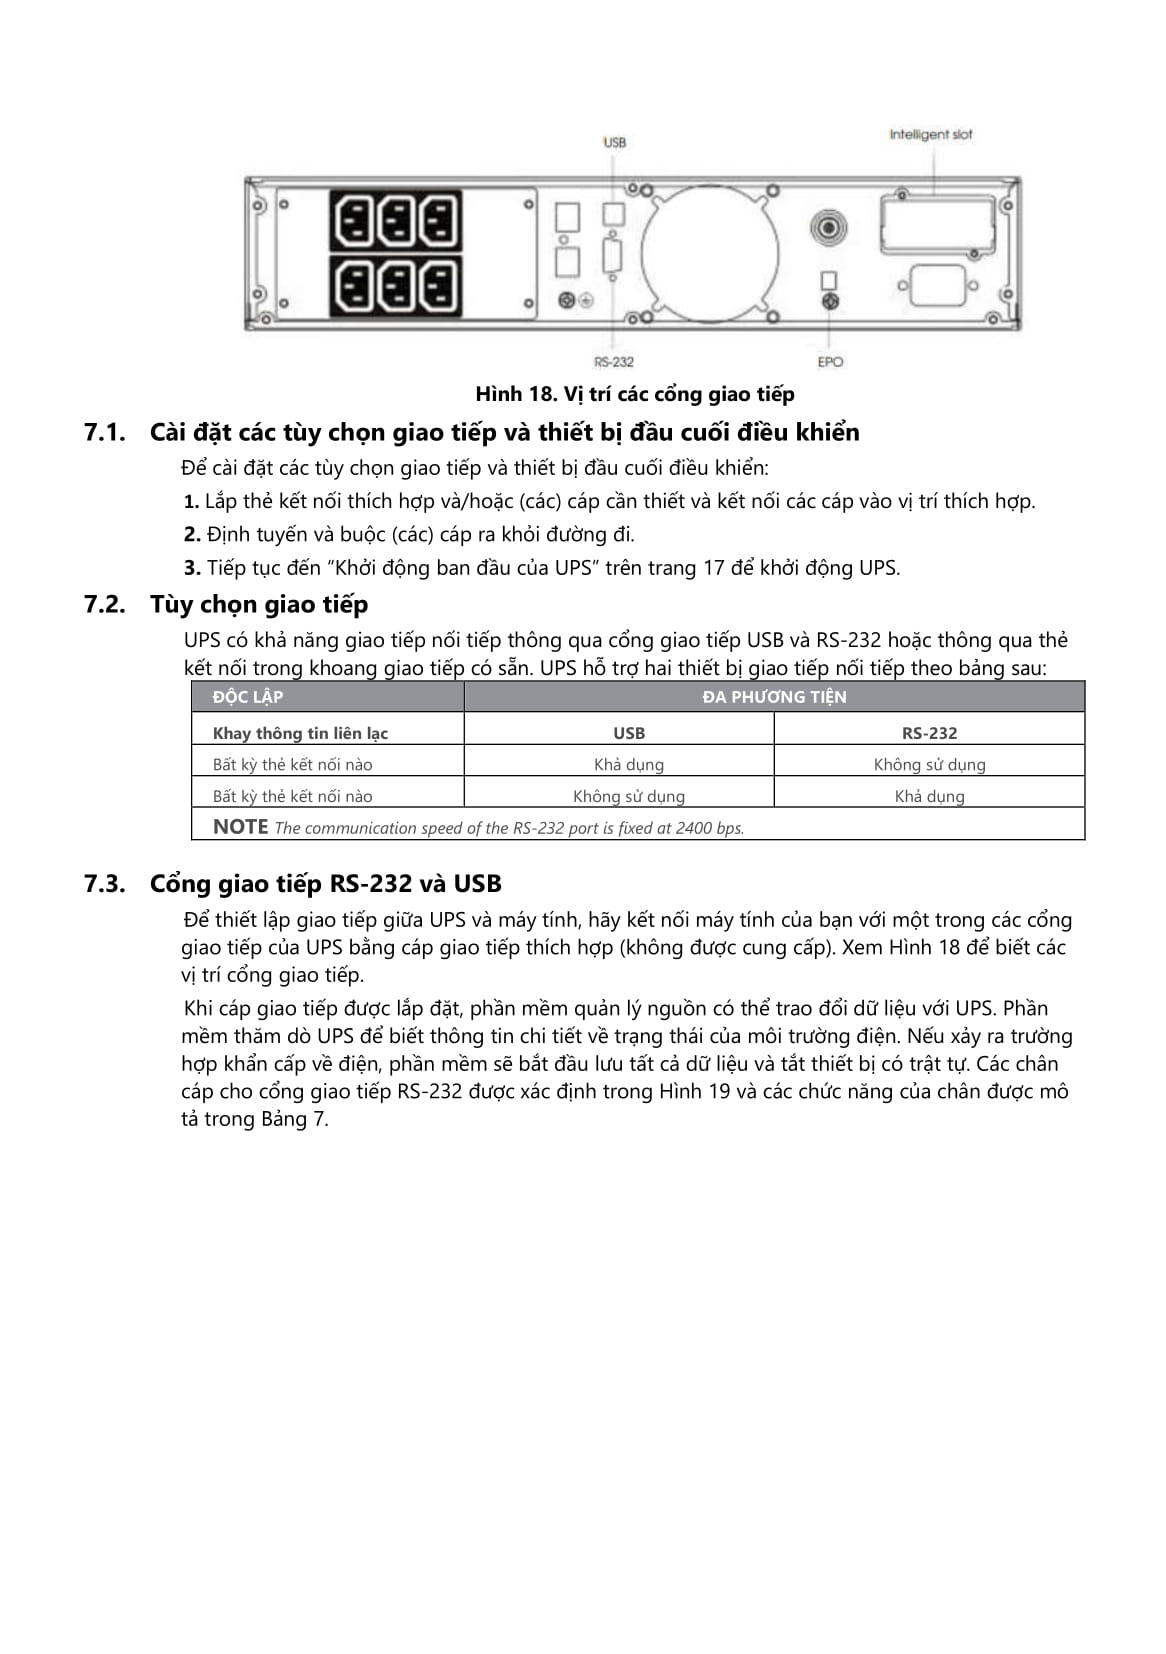 USB
Intelligent slot
RS-232
EPO
Hình 18. Vị trí các cổng giao tiếp
7.1. Cài đặt các tùy chọn giao tiếp và thiết bị đầu cuối điều khiển
Để cài đặt các tùy chọn giao tiếp và thiết bị đầu cuối điều khiển:
1. Lắp thẻ kết nối thích hợp và/hoặc (các) cáp cần thiết và kết nối các cáp vào vị trí thích hợp.
2. Định tuyến và buộc (các) cáp ra khỏi đường đi.
3. Tiếp tục đến “Khởi động ban đầu của UPS” trên trang 17 để khởi động UPS.
7.2. Tùy chọn giao tiếp
UPS có khả năng giao tiếp nối tiếp thông qua cổng giao tiếp USB và RS-232 hoặc thông qua thẻ
kết nối trong khoang giao tiếp có sẵn. UPS hỗ trợ hai thiết bị giao tiếp nối tiếp theo bảng sau:
ĐỘC LẬP ĐA PHƯƠNG TIỆN
Khay thông tin liên lạc USB RS-232
Bất kỳ thẻ kết nối nào Khả dụng Không sử dụng
Bất kỳ thẻ kết nối nào Không sử dụng Khả dụng
NOTE The communication speed of the RS-232 port is fixed at 2400 bps.
7.3. Cổng giao tiếp RS-232 và USB
Để thiết lập giao tiếp giữa UPS và máy tính, hãy kết nối máy tính của bạn với một trong các cổng
giao tiếp của UPS bằng cáp giao tiếp thích hợp (không được cung cấp). Xem Hình 18 để biết các
vị trí cổng giao tiếp.
Khi cáp giao tiếp được lắp đặt, phần mềm quản lý nguồn có thể trao đổi dữ liệu với UPS. Phần
mềm thăm dò UPS để biết thông tin chi tiết về trạng thái của môi trường điện. Nếu xảy ra trường
hợp khẩn cấp về điện, phần mềm sẽ bắt đầu lưu tất cả dữ liệu và tắt thiết bị có trật tự. Các chân
cáp cho cổng giao tiếp RS-232 được xác định trong Hình 19 và các chức năng của chân được mô
tả trong Bảng 7.